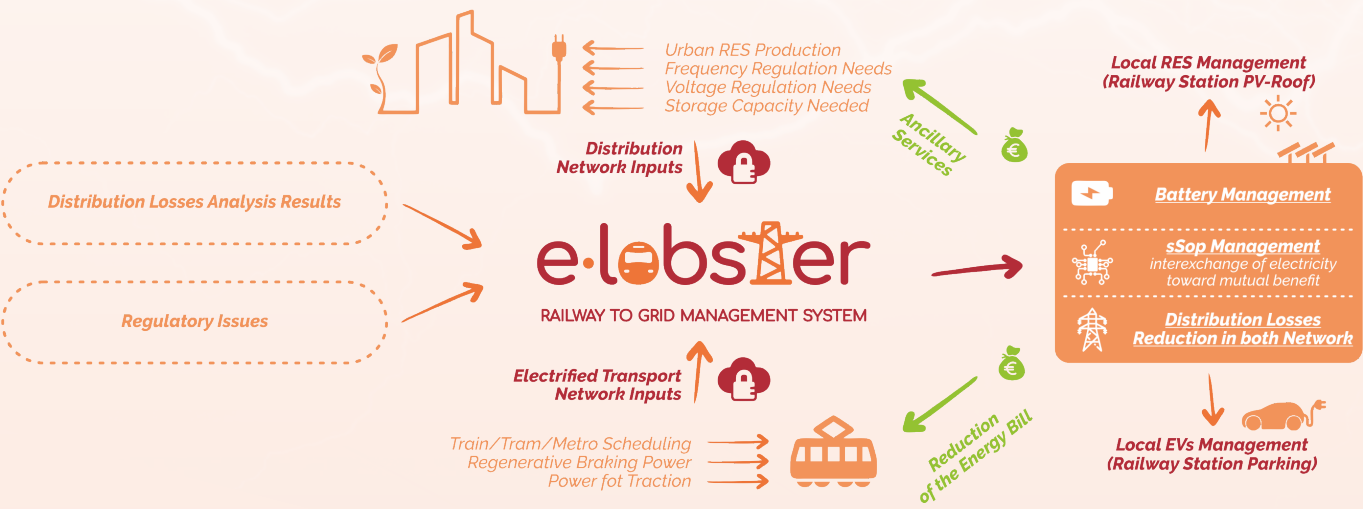 Urban RES Production
Frequency Regulation Needs
Voltage Regulation Needs
Storage Capacity Needed
Local RES Management
(Railway Station PV-Roof)
Ancillary
Services
€
Distribution
Network Inputs
Distribution Losses Analysis Results
Battery Management
e·lobster
RAILWAY TO GRID MANAGEMENT SYSTEM
sSop Management
interexchange of electricity
toward mutual benefit
Regulatory Issues
Distribution Losses
Reduction in both Network
Electrified Transport
Network Inputs
€
Reduction
of the Energy Bill
Train/Tram/Metro Scheduling
Regenerative Braking Power
Power fot Traction
Local EVs Management
(Railway Station Parking)